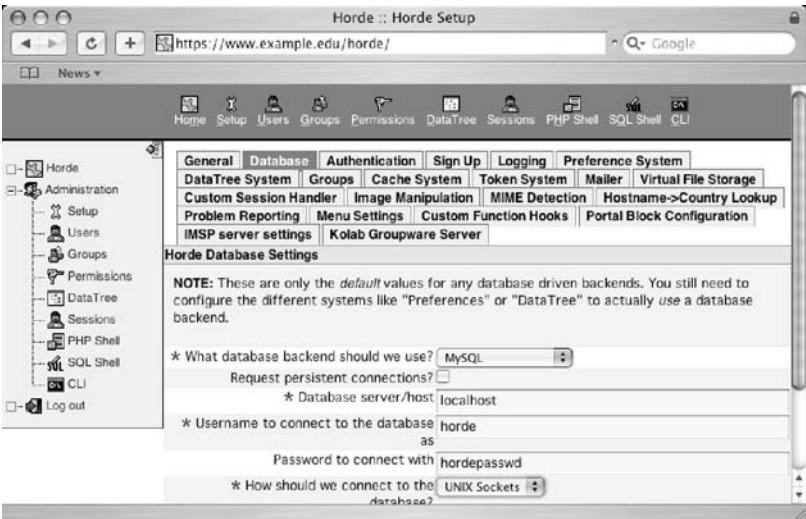 Horde :: Horde Setup
https://www.example.edu/horde/
Google
News
Home Setup Users Groups Permissions DataTree Sessions PHP Shell SQL Shell CLI
Horde
Administration
Setup
Users
Groups
Permissions
DataTree
Sessions
PHP Shell
SQL Shell
CLI
Log out
General Database Authentication Sign Up Logging Preference System
DataTree System Groups Cache System Token System Mailer Virtual File Storage
Custom Session Handler Image Manipulation MIME Detection Hostname->Country Lookup
Problem Reporting Menu Settings Custom Function Hooks Portal Block Configuration
IMSP server settings Kolab Groupware Server
Horde Database Settings
NOTE: These are only the default values for any database driven backends. You still need to
configure the different systems like "Preferences" or "DataTree" to actually use a database
backend.
* What database backend should we use? MySQL
Request persistent connections?
* Database server/host localhost
* Username to connect to the database as horde
Password to connect with hordepasswd
* How should we connect to the database? UNIX Sockets